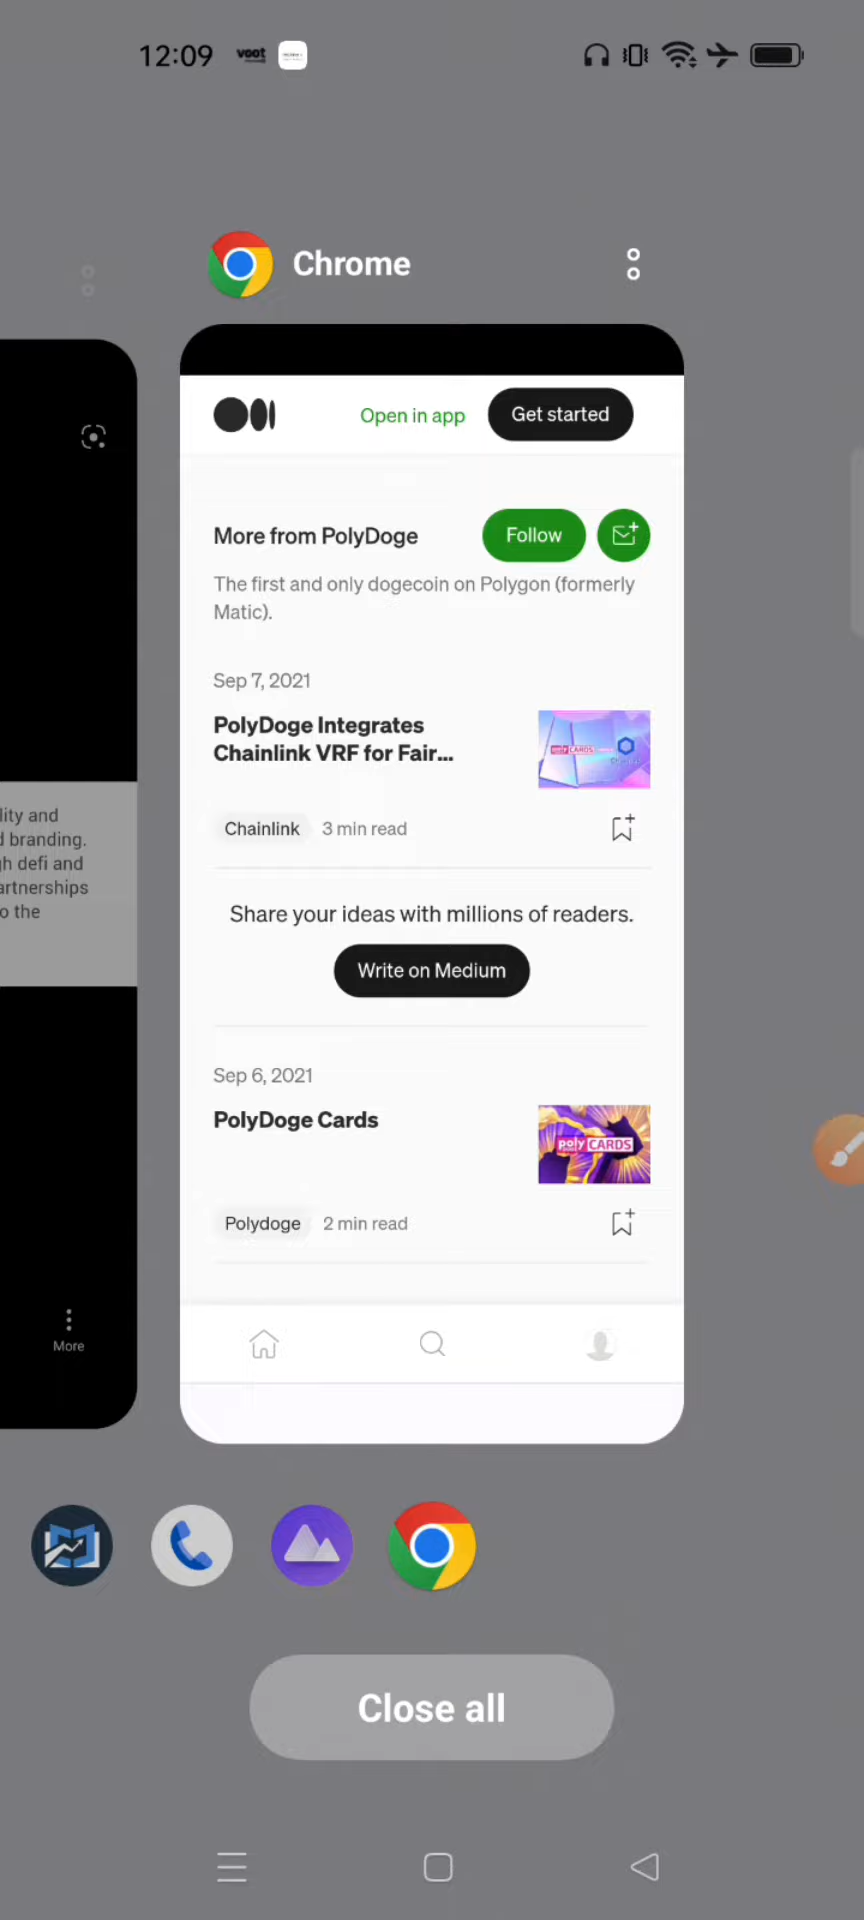 12:09
voot
Chrome
Open in app
Get started
More from PolyDoge
Follow
The first and only dogecoin on Polygon (formerly
Matic).
Sep 7, 2021
PolyDoge Integrates
Chainlink VRF for Fair...
poly CARDS
Chainlink
3 min read
lity and
d branding.
gh defi and
artnerships
o the
Share your ideas with millions of readers.
Write on Medium
Sep 6, 2021
PolyDoge Cards
poly CARDS
Polydoge
2 min read
More
Close all